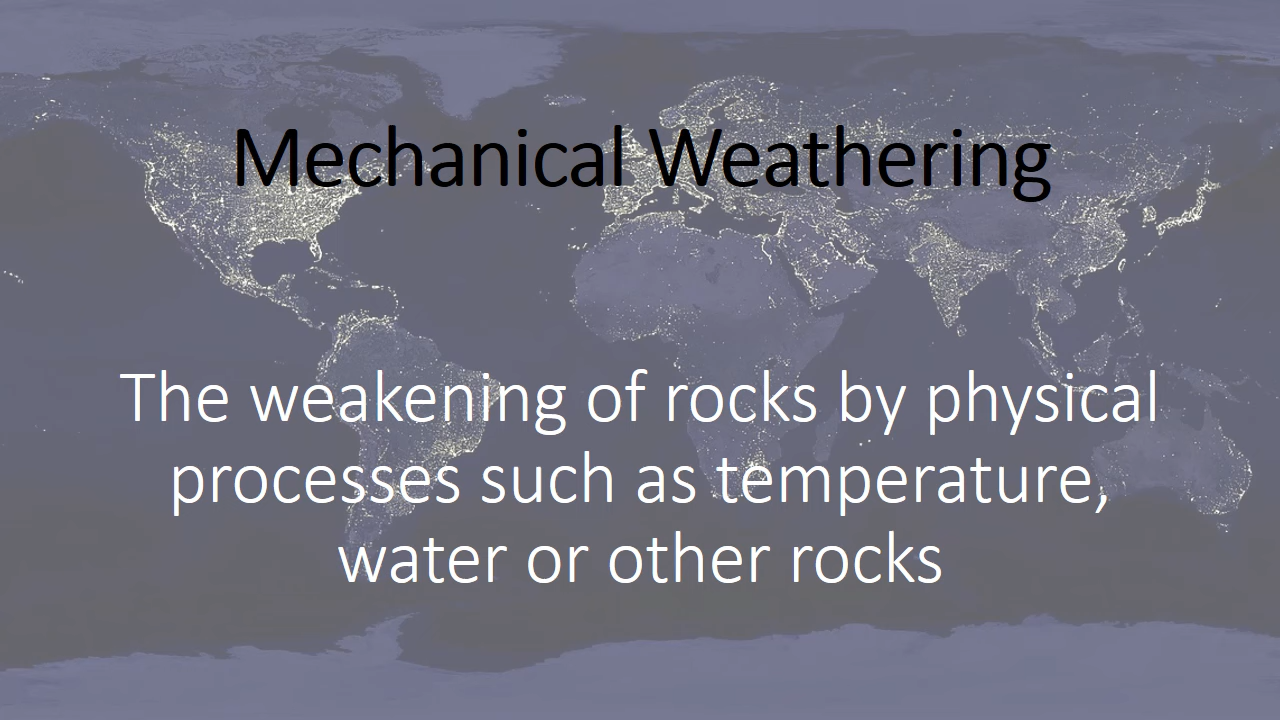 Mechanical Weathering
The weakening of rocks by physical
processes such as temperature,
water or other rocks